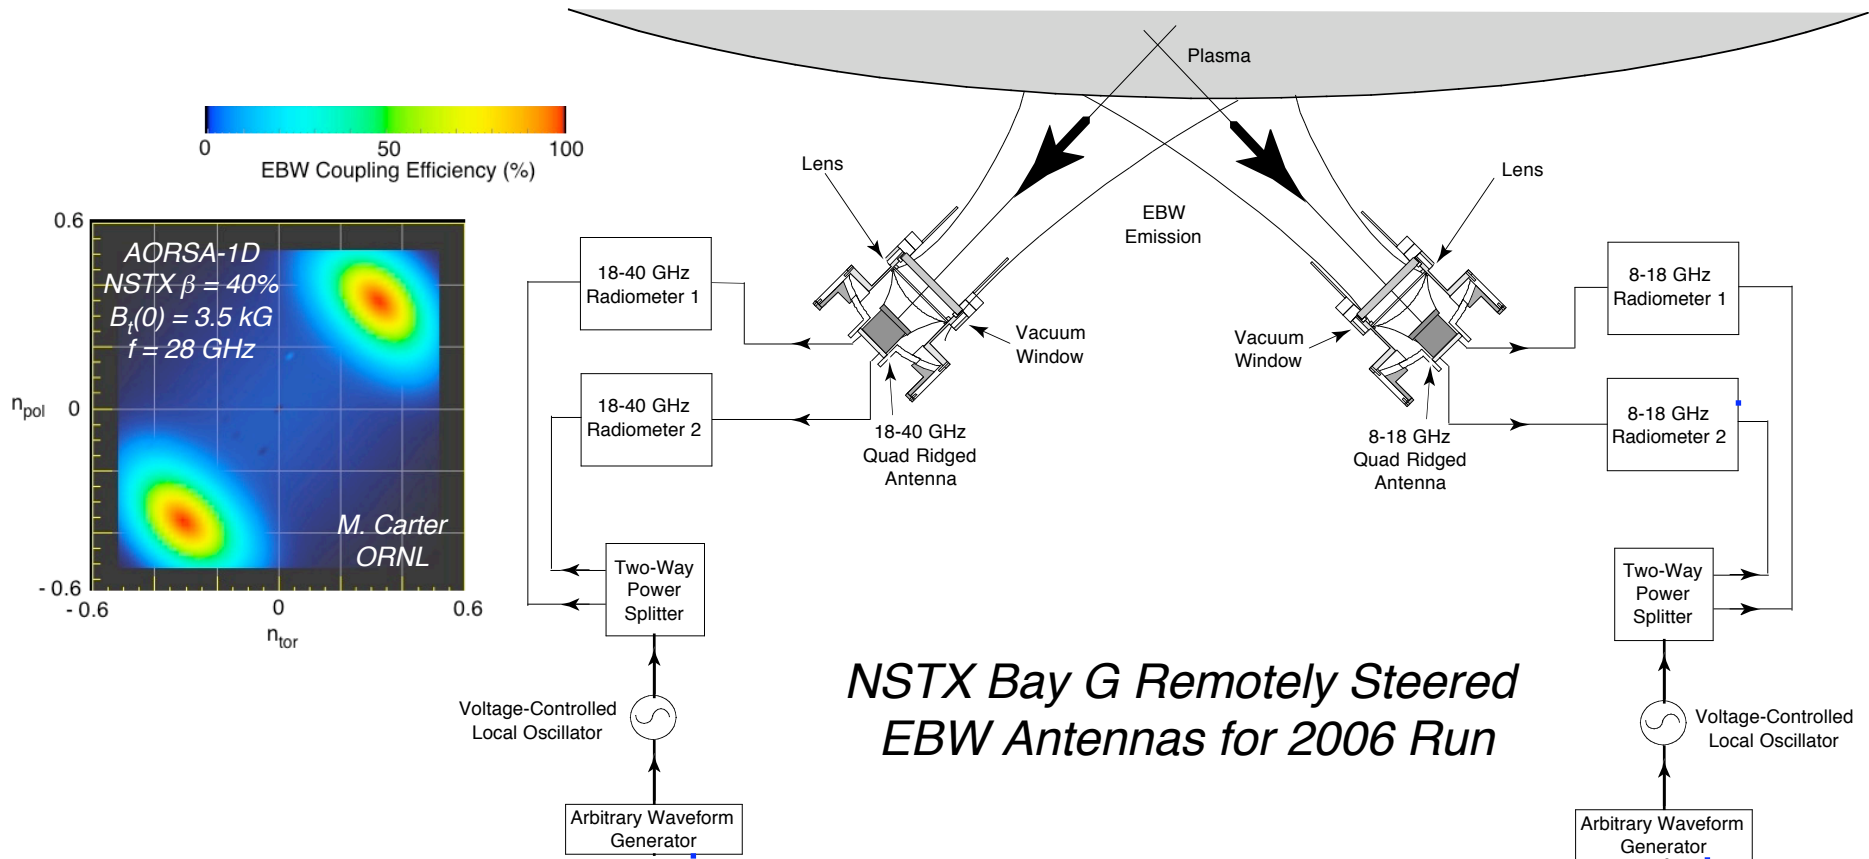 Plasma
0
50
100
EBW Coupling Efficiency (%)
Lens
Lens
EBW
Emission
0.6
AORSA-1D
NSTX β = 40%
Bt(0) = 3.5 kG
f = 28 GHz
npol
0
M. Carter
ORNL
- 0.6
- 0.6
0
0.6
ntor
18-40 GHz
Radiometer 1
18-40 GHz
Radiometer 2
Vacuum
Window
Vacuum
Window
8-18 GHz
Radiometer 1
8-18 GHz
Radiometer 2
18-40 GHz
Quad Ridged
Antenna
8-18 GHz
Quad Ridged
Antenna
Two-Way
Power
Splitter
Two-Way
Power
Splitter
NSTX Bay G Remotely Steered
EBW Antennas for 2006 Run
Voltage-Controlled
Local Oscillator
Voltage-Controlled
Local Oscillator
Arbitrary Waveform
Generator
Arbitrary Waveform
Generator